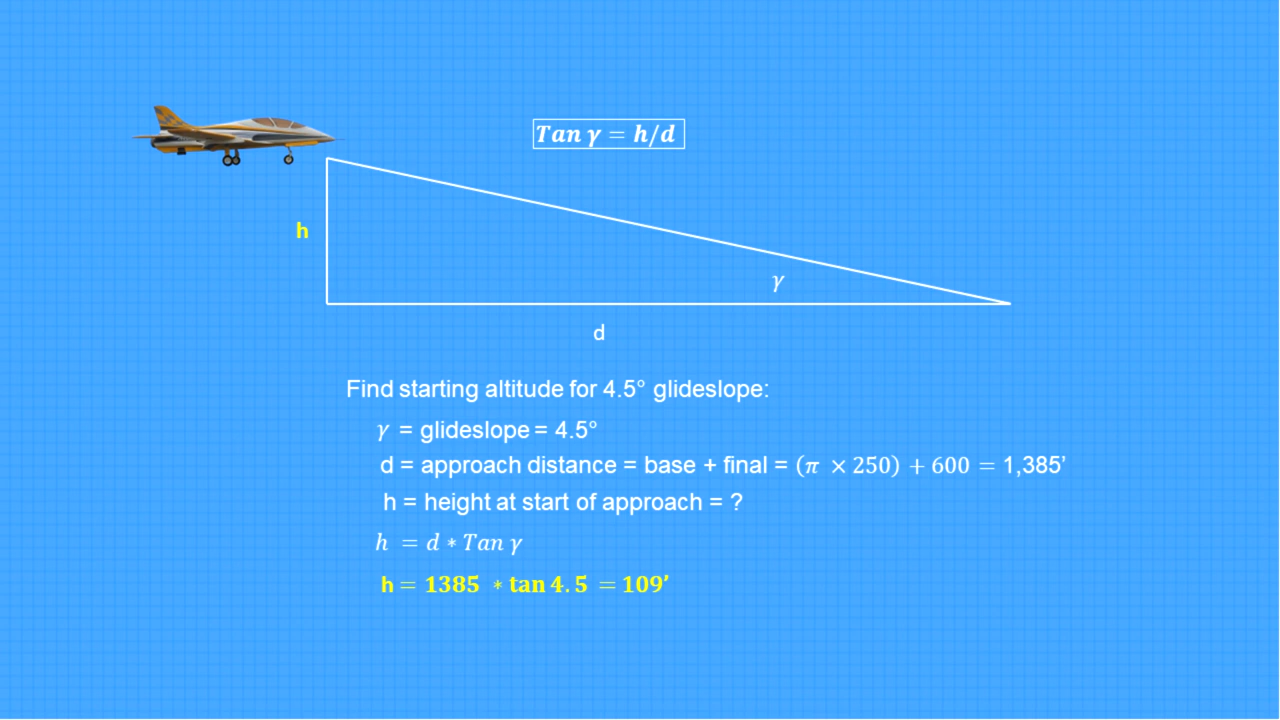 Tan γ = h/d
h
γ
d
Find starting altitude for 4.5° glideslope:
γ = glideslope = 4.5°
d = approach distance = base + final = (π × 250) + 600 = 1,385’
h = height at start of approach = ?
h = d * Tan γ
h = 1385 * tan 4.5 = 109’